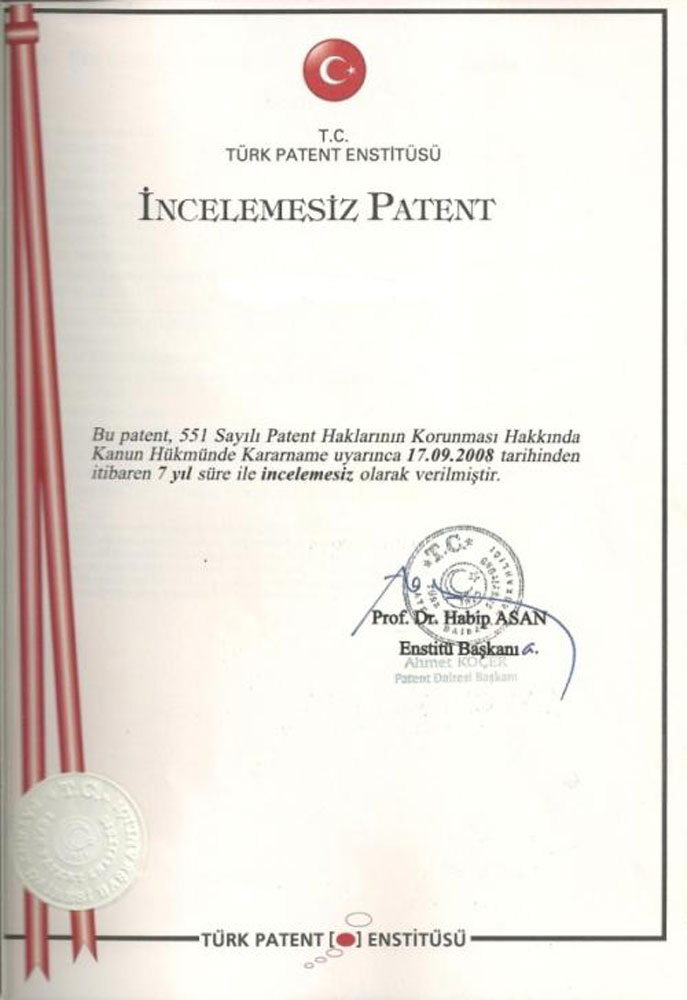 T.C.
TÜRK PATENT ENSTİTÜSÜ
İNCELEMESİZ PATENT
Bu patent, 551 Sayılı Patent Haklarının Korunması Hakkında
Kanun Hükmünde Kararname uyarınca 17.09.2008 tarihinden
itibaren 7 yıl süre ile incelemesiz olarak verilmiştir.
T.C.
Prof. Dr. Habip ASAN
Enstitü Başkanı a.
Ahmet KOÇER
Patent Dairesi Başkanı
T.C.
TÜRK PATENT [ ] ENSTİTÜSÜ